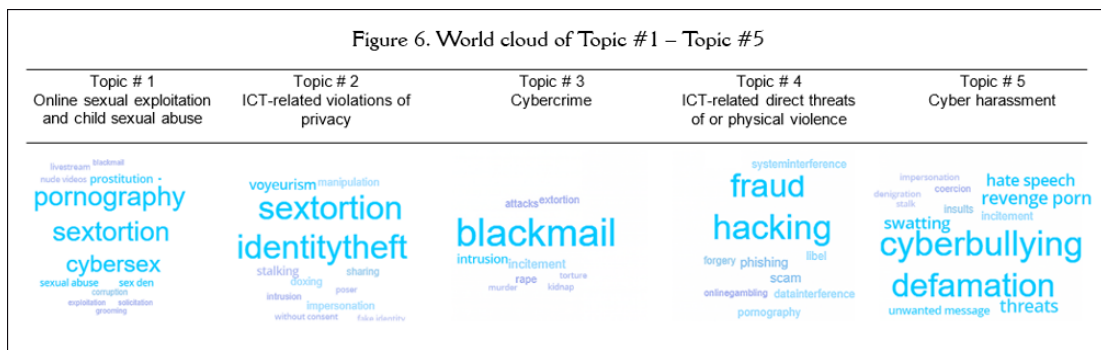 Figure 6. World cloud of Topic #1 – Topic #5
Topic # 1
Online sexual exploitation
and child sexual abuse
Topic # 2
ICT-related violations of
privacy
Topic # 3
Cybercrime
Topic # 4
ICT-related direct threats
of or physical violence
Topic # 5
Cyber harassment
livestream blackmail
nude videos prostitution -
pornography
sextortion
cybersex
sexual abuse sex den
corruption
exploitation solicitation
grooming
voyeurism manipulation
sextortion
identitytheft
stalking sharing
doxing
poser
intrusion
impersonation
without consent fake identity
attacks extortion
blackmail
intrusion incitement
rape torture
murder kidnap
systeminterference
fraud
hacking
forgery phishing libel
scam
onlinegambling datainterference
pornography
impersonation hate speech
denigration coercion revenge porn
stalk
insults incitement
swatting
cyberbullying
defamation
unwanted message threats